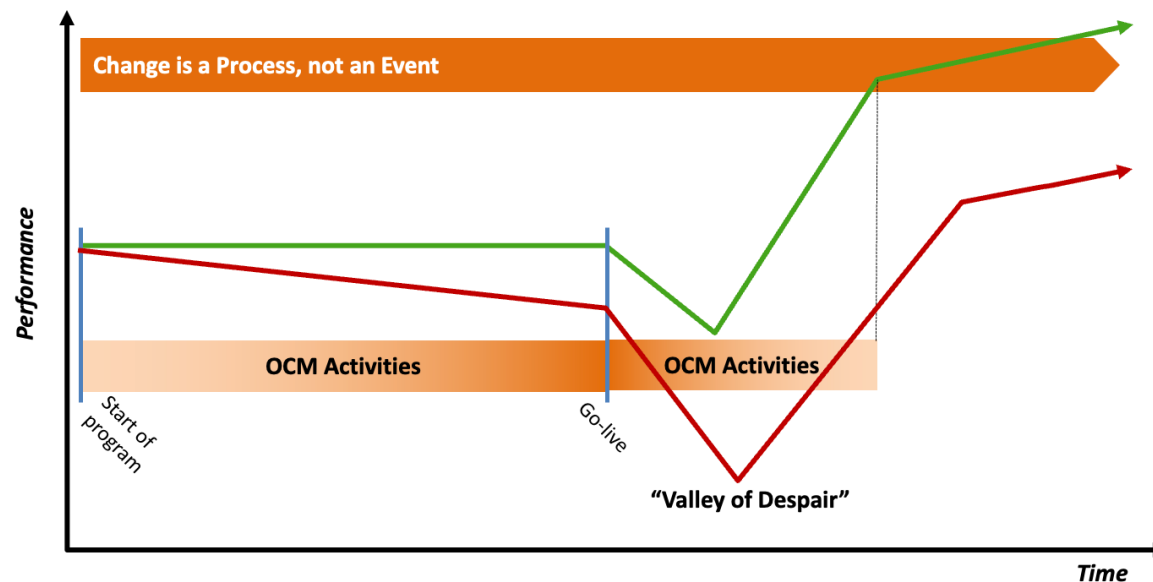 Change is a Process, not an Event
Performance
OCM Activities
OCM Activities
Start of
program
Go-live
“Valley of Despair”
Time